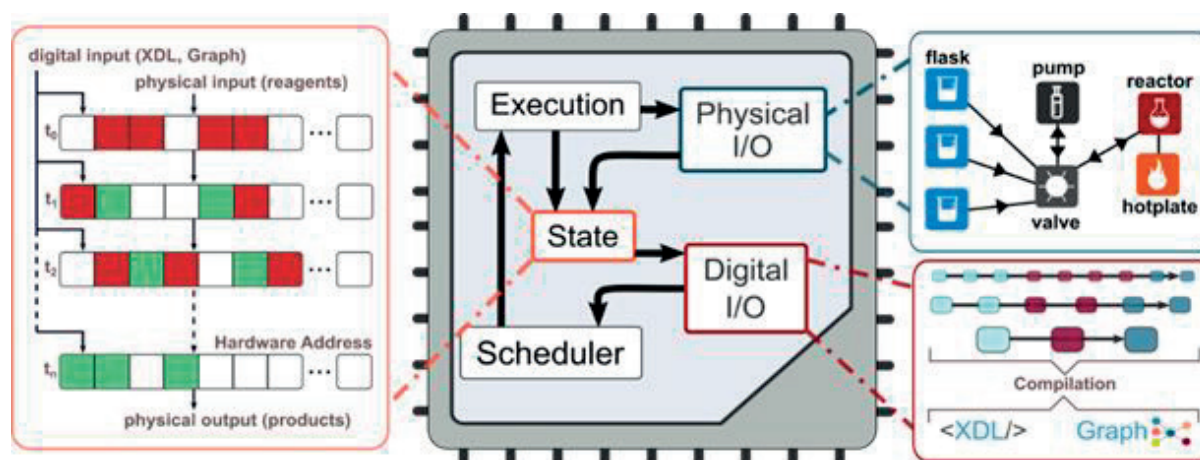 digital input (XDL, Graph)
physical input (reagents)
t0
...
t1
...
t2
...
Hardware Address
tn
...
physical output (products)
Execution
Physical
I/O
State
Digital
I/O
Scheduler
flask
pump
reactor
valve
hotplate
Compilation
<XDL/>
Graph